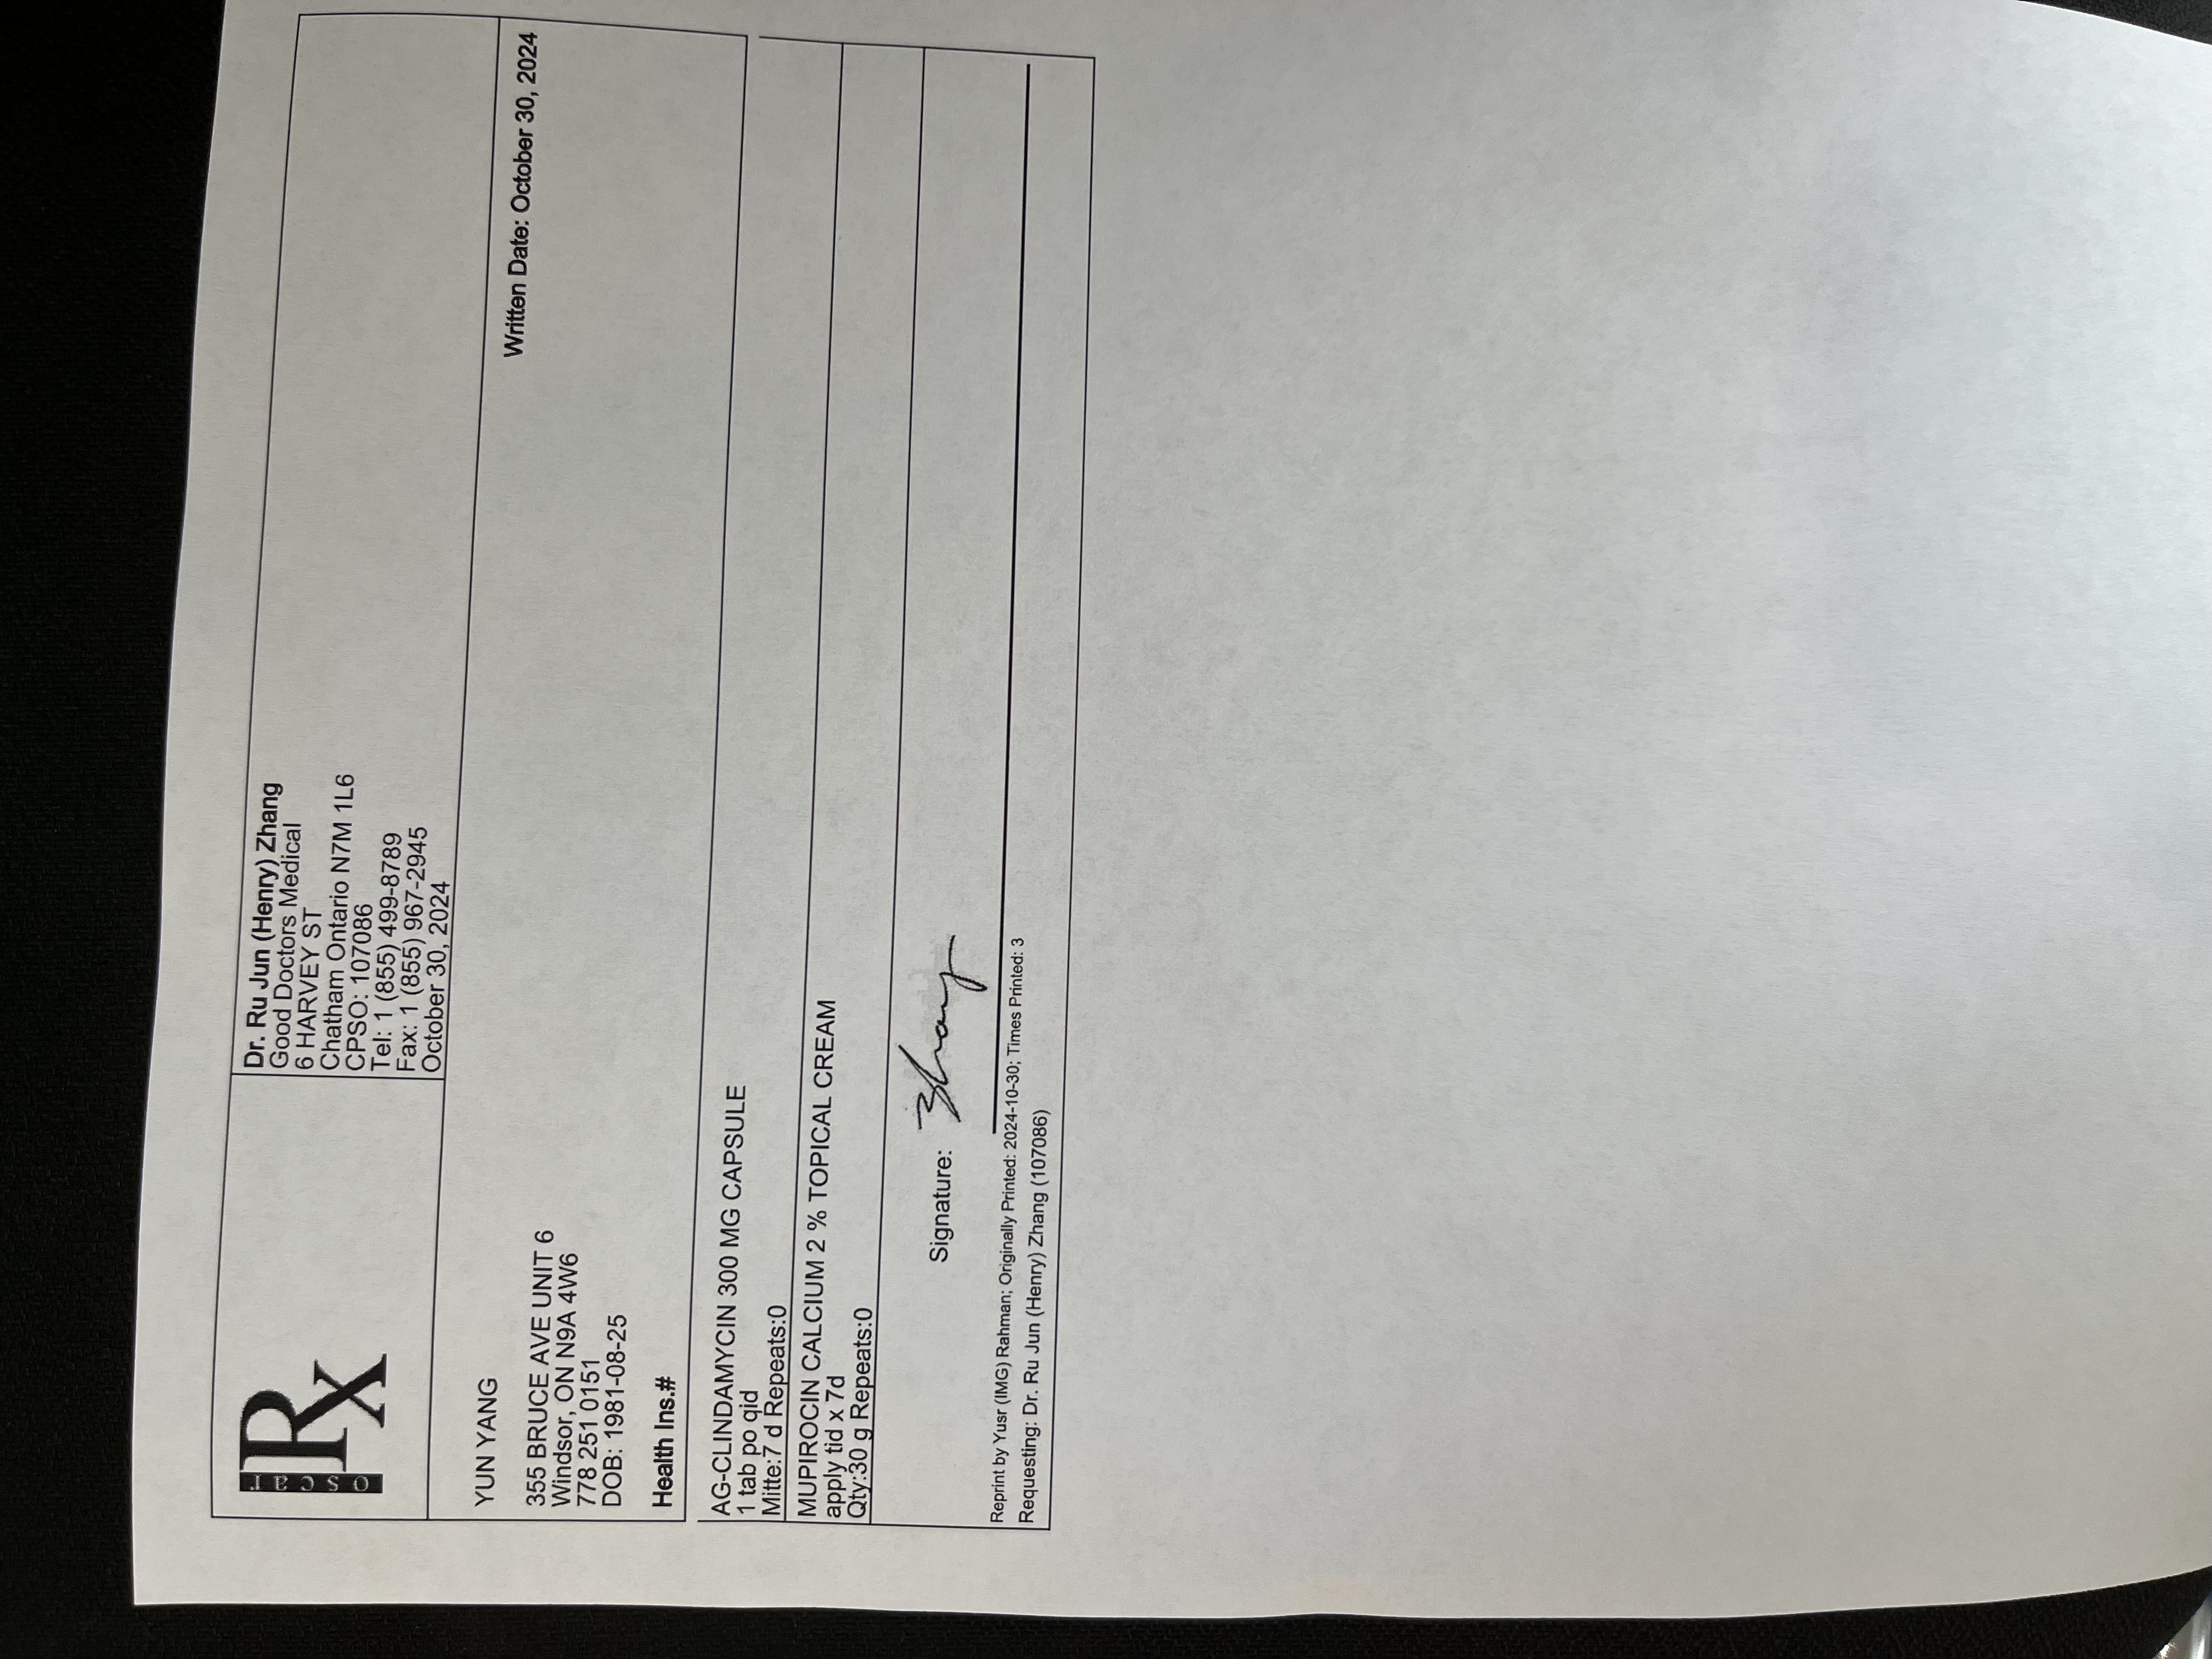 oscar
Rx
Dr. Ru Jun (Henry) Zhang
Good Doctors Medical
6 HARVEY ST
Chatham Ontario N7M 1L6
CPSO: 107086
Tel: 1 (855) 499-8789
Fax: 1 (855) 967-2945
October 30, 2024
YUN YANG
Written Date: October 30, 2024
355 BRUCE AVE UNIT 6
Windsor, ON N9A 4W6
778 251 0151
DOB: 1981-08-25
Health Ins.#
AG-CLINDAMYCIN 300 MG CAPSULE
1 tab po qid
Mitte:7 d Repeats:0
MUPIROCIN CALCIUM 2 % TOPICAL CREAM
apply tid x 7d
Qty:30 g Repeats:0
Signature: Zhang
Reprint by Yusr (IMG) Rahman; Originally Printed: 2024-10-30; Times Printed: 3
Requesting: Dr. Ru Jun (Henry) Zhang (107086)